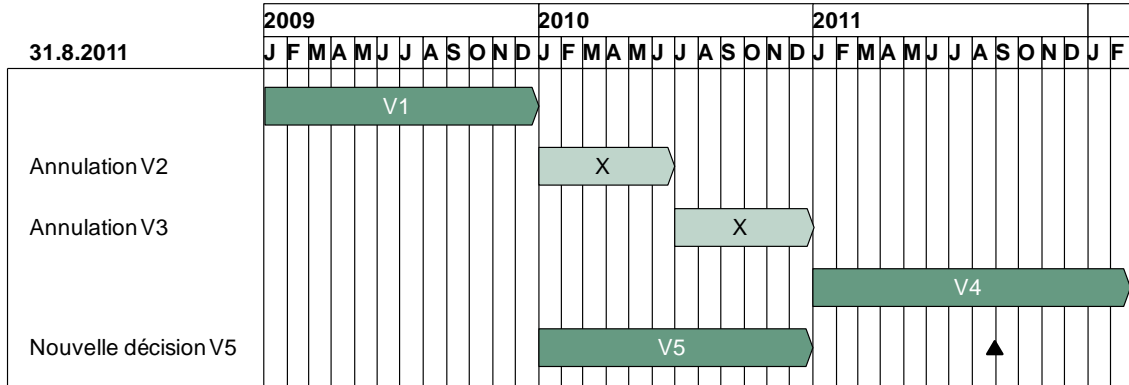 2009 2010 2011
31.8.2011 J F M A M J J A S O N D J F M A M J J A S O N D J F M A M J J A S O N D J F
V1
Annulation V2 X
Annulation V3 X
V4
Nouvelle décision V5 V5